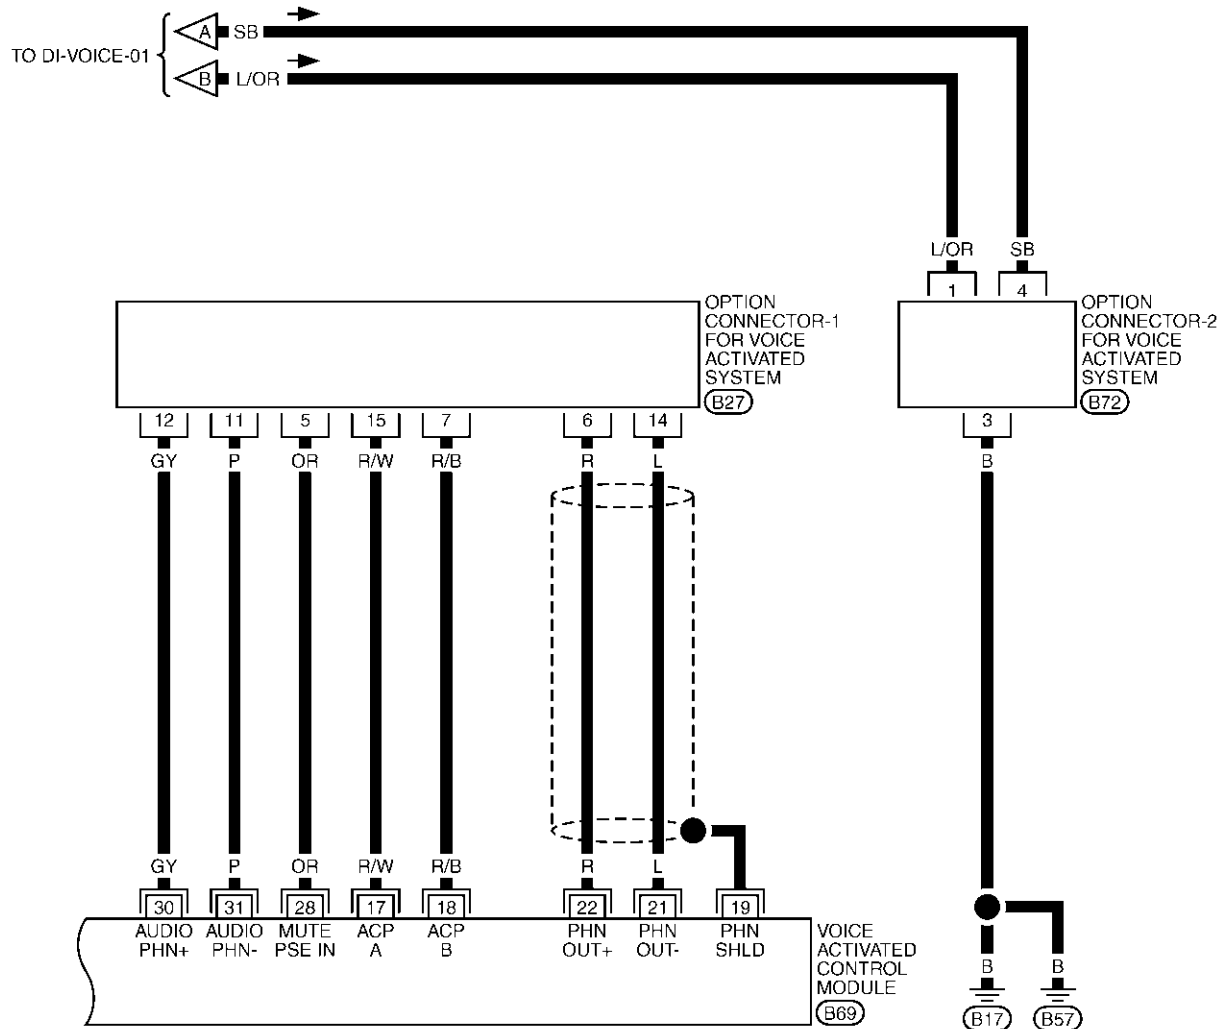 A SB
TO DI-VOICE-01
B L/OR
L/OR SB
1 4
OPTION
CONNECTOR-1
FOR VOICE
ACTIVATED
SYSTEM
B27
OPTION
CONNECTOR-2
FOR VOICE
ACTIVATED
SYSTEM
B72
12 11 5 15 7 6 14 3
GY P OR R/W R/B R L B
GY P OR R/W R/B R L
30 31 28 17 18 22 21 19
AUDIO PHN+
AUDIO PHN-
MUTE PSE IN
ACP A
ACP B
PHN OUT+
PHN OUT-
PHN SHLD
VOICE
ACTIVATED
CONTROL
MODULE
B69
B B
B17 B57